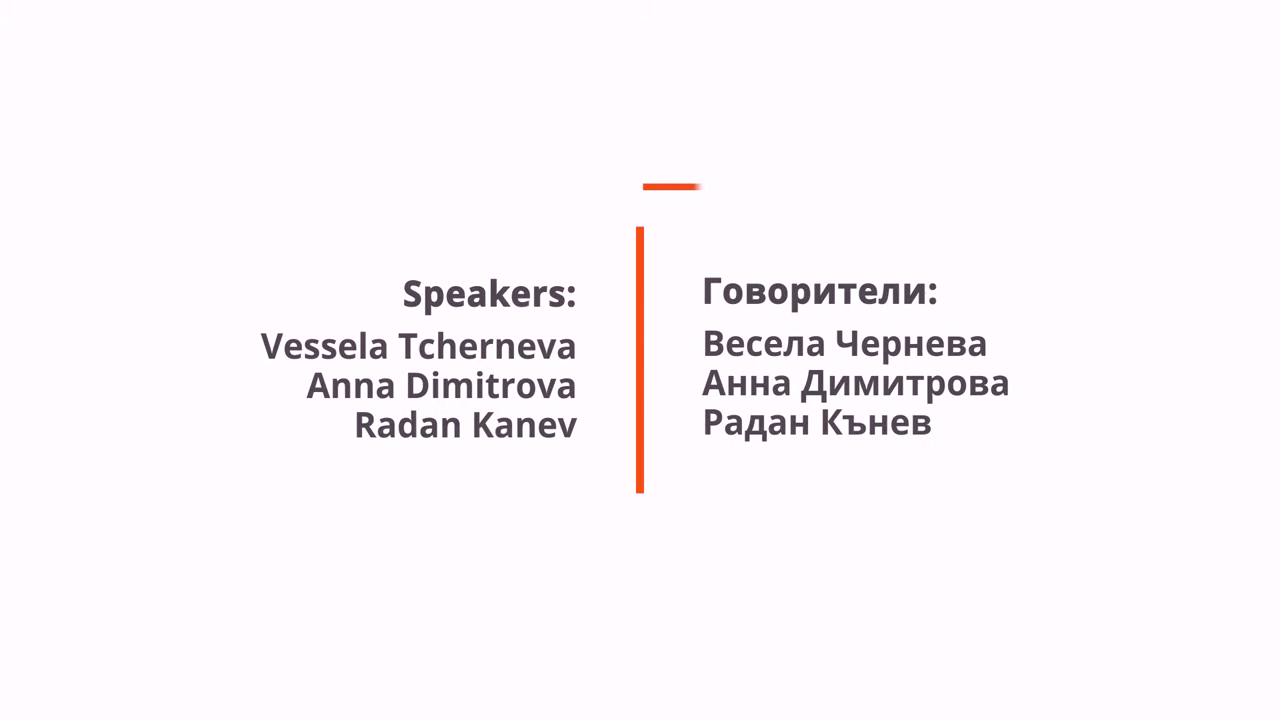 Speakers:
Vessela Tcherneva
Anna Dimitrova
Radan Kanev
Говорители:
Весела Чернева
Анна Димитрова
Радан Кънев